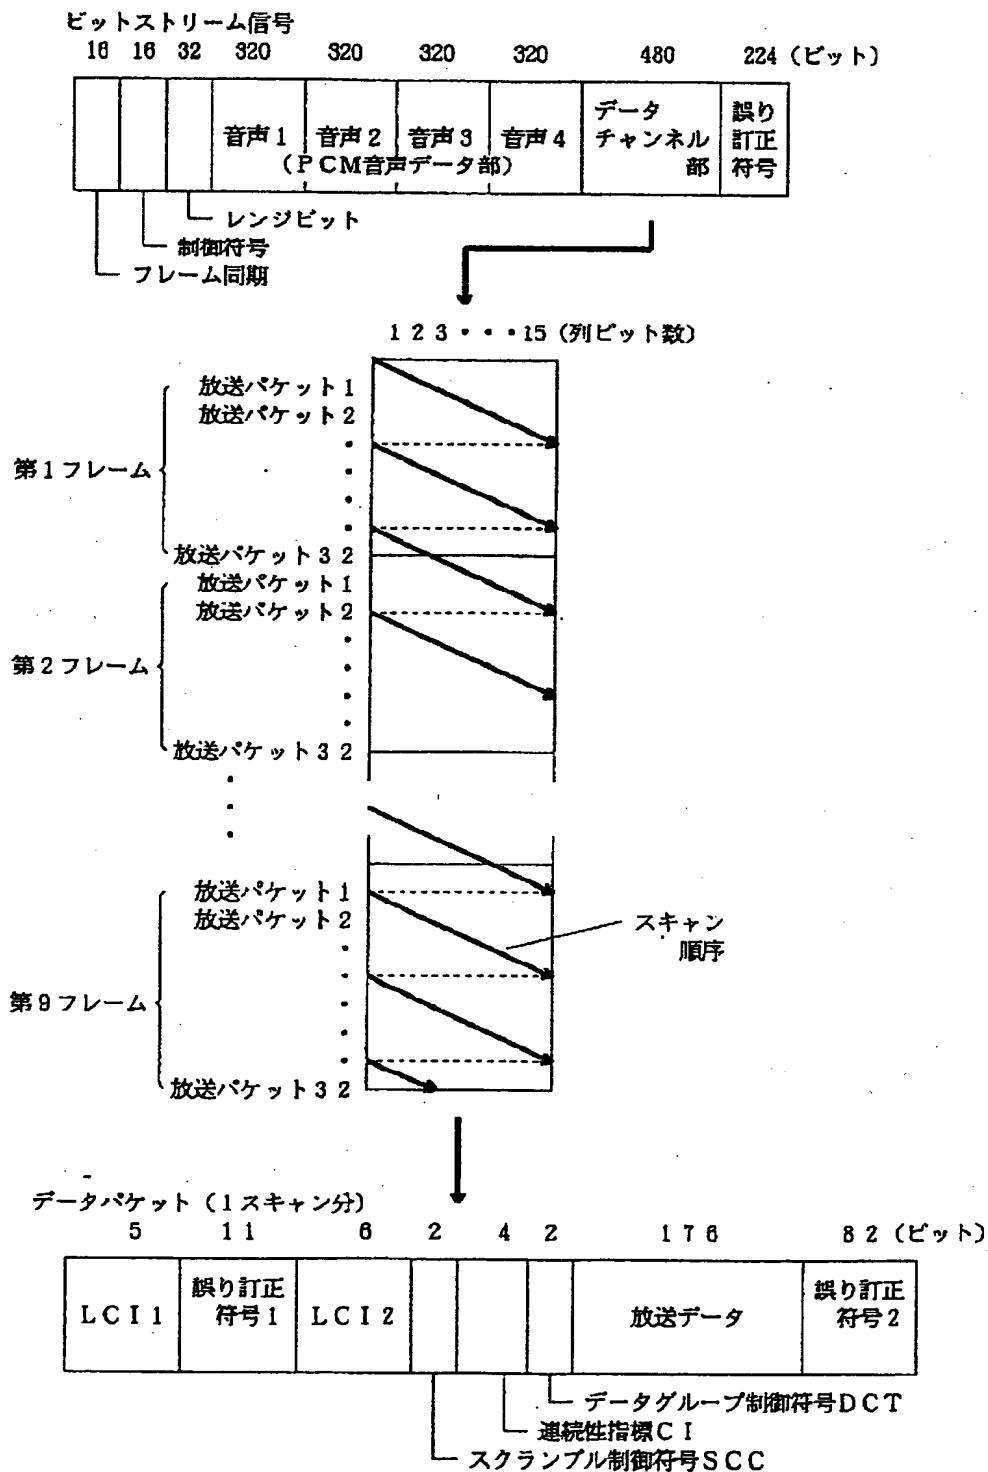 ビットストリーム信号
16 16 32 320 320 320 320 480 224 (ビット)
音声1 音声2 音声3 音声4
(PCM音声データ部)
データ
チャンネル
部
誤り
訂正
符号
レンジビット
制御符号
フレーム同期
1 2 3 ・・・15 (列ビット数)
第1フレーム
放送パケット1
放送パケット2
・
・
・
・
放送パケット32
第2フレーム
放送パケット1
放送パケット2
・
・
・
・
放送パケット32
・
・
・
第9フレーム
放送パケット1
放送パケット2
・
・
・
・
・
放送パケット32
スキャン
順序
データパケット (1スキャン分)
5 11 6 2 4 2 176 82 (ビット)
LCI1
誤り訂正
符号1
LCI2
放送データ
誤り訂正
符号2
データグループ制御符号DCT
連続性指標CI
スクランブル制御符号SCC